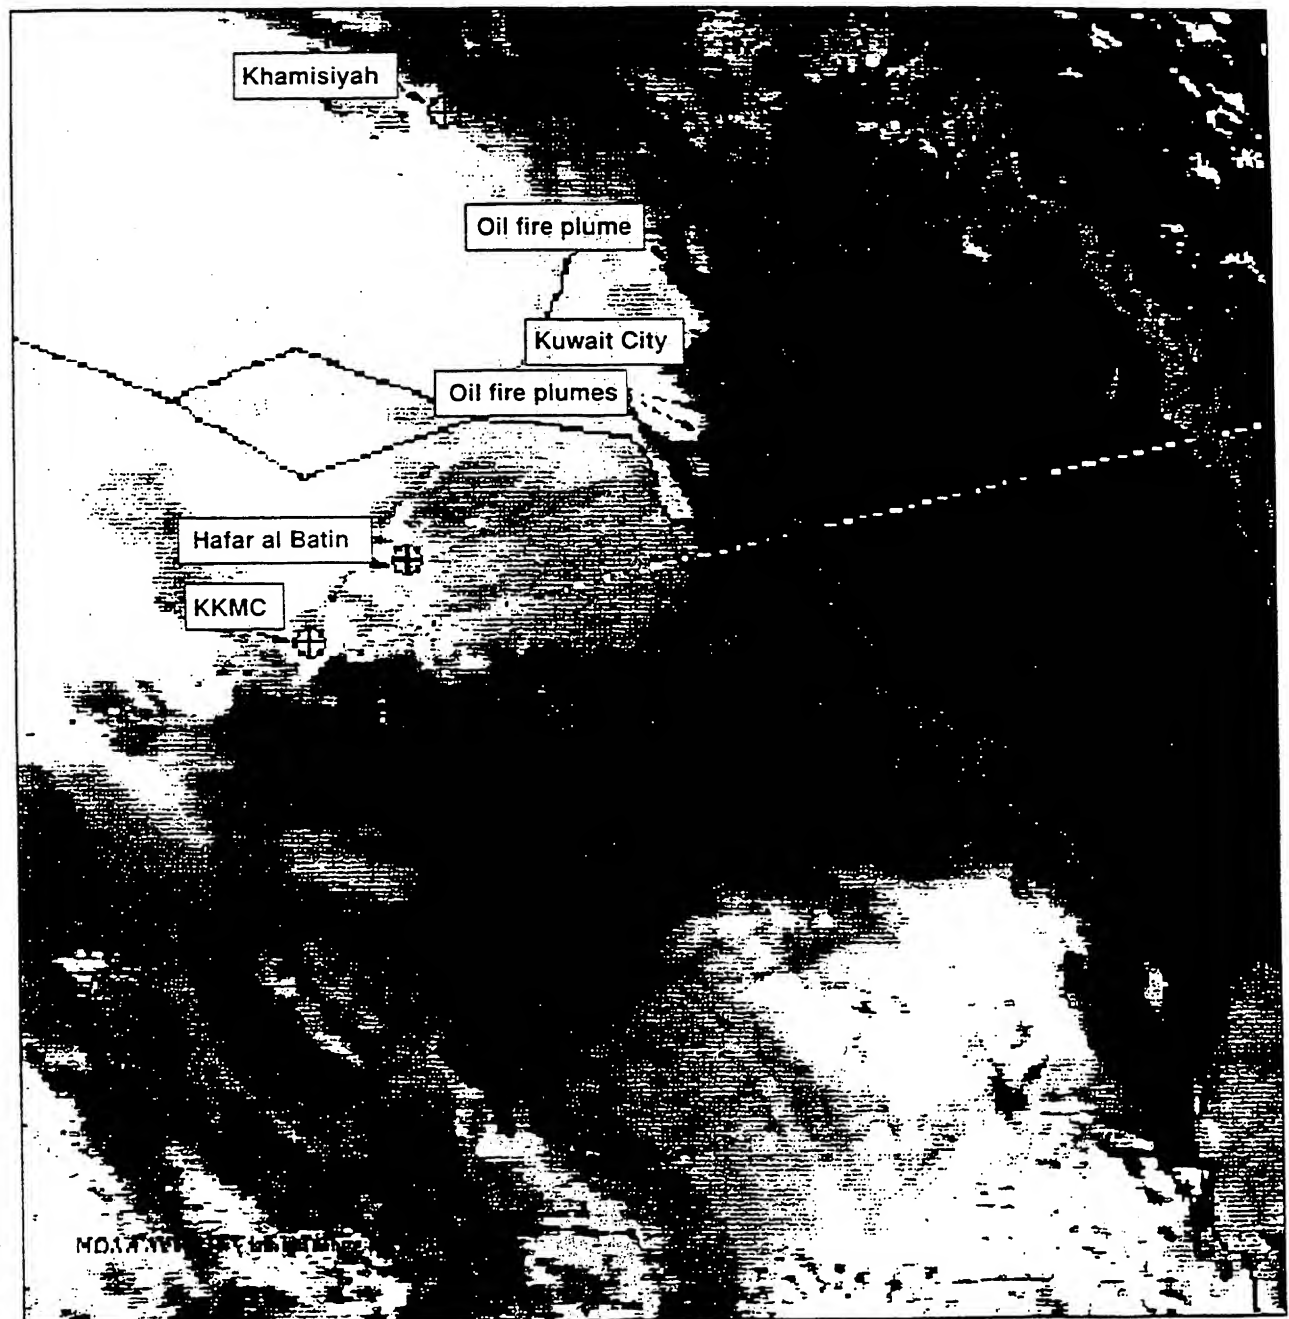 Khamisiyah
Oil fire plume
Kuwait City
Oil fire plumes
Hafar al Batin
KKMC